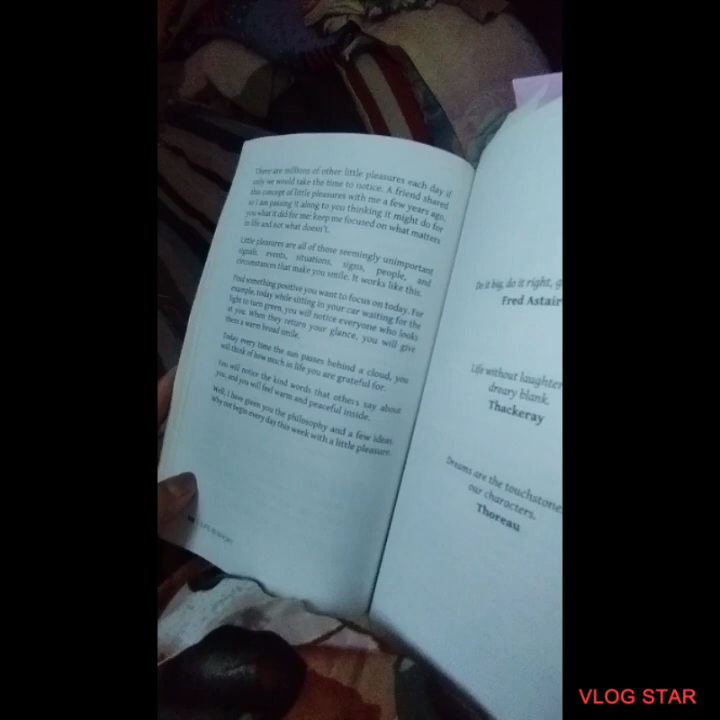 There are millions of other little pleasures each day if
only we would take the time to notice. A friend shared
this concept of little pleasures with me a few years ago,
so I am passing it along to you thinking it might do for
you what it did for me: keep me focused on what matters
in life and not what doesn't.
Little pleasures are all of those seemingly unimportant
signals, events, situations, signs, people, and
circumstances that make you smile. It works like this.
Find something positive you want to focus on today. For
example, today while sitting in your car waiting for the
light to turn green, you will notice everyone who looks
at you. When they return your glance, you will give
them a warm broad smile.
Today every time the sun passes behind a cloud, you
will think of how much in life you are grateful for.
You will notice the kind words that others say about
you, and you will feel warm and peaceful inside.
Well, I have given you the philosophy and a few ideas.
Why not begin every day this week with a little pleasure.
Do it big, do it right, g
Fred Astair
Life without laughter
dreary blank.
Thackeray
Dreams are the touchstone
our characters.
Thoreau
VLOG STAR